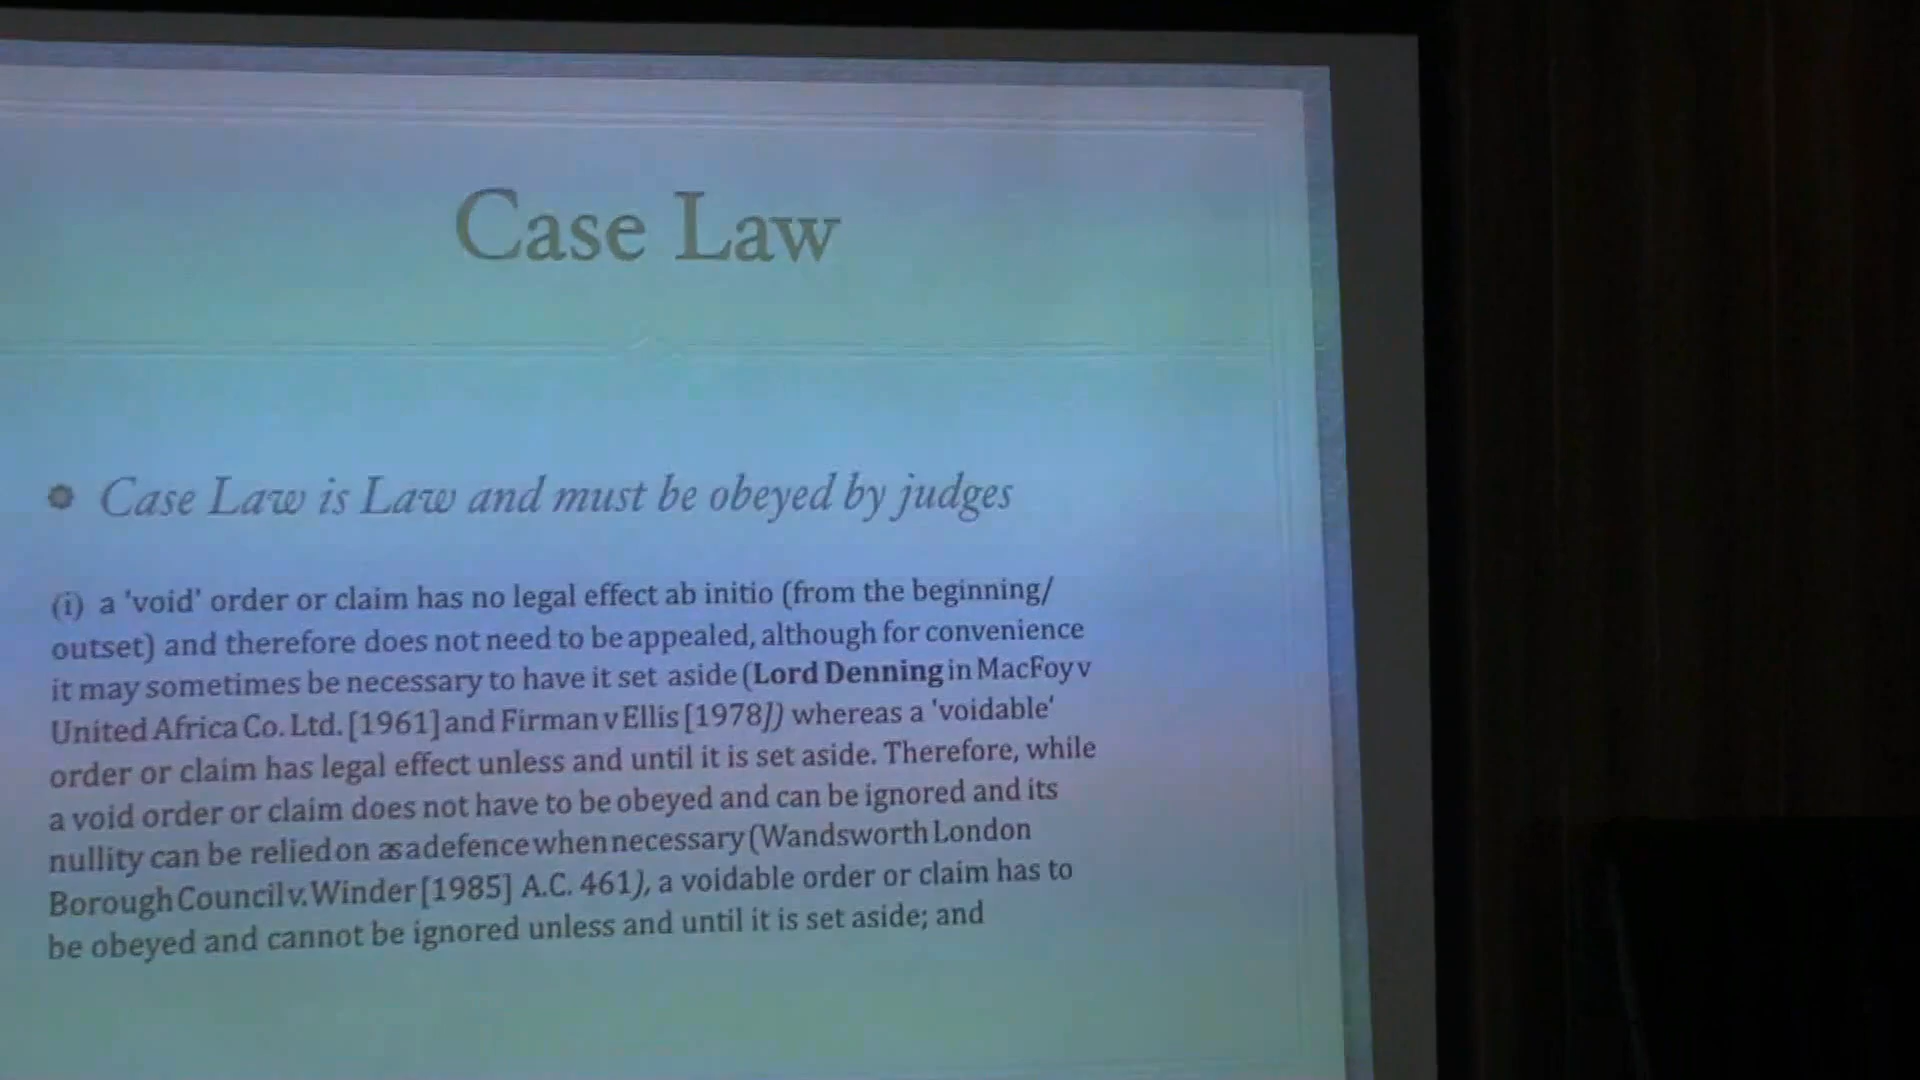 Case Law
Case Law is Law and must be obeyed by judges
(i) a 'void' order or claim has no legal effect ab initio (from the beginning/
outset) and therefore does not need to be appealed, although for convenience
it may sometimes be necessary to have it set aside (Lord Denning in MacFoy v
United Africa Co. Ltd. [1961] and Firman v Ellis [1978]) whereas a 'voidable'
order or claim has legal effect unless and until it is set aside. Therefore, while
a void order or claim does not have to be obeyed and can be ignored and its
nullity can be relied on as a defence when necessary (Wandsworth London
Borough Council v. Winder [1985] A.C. 461), a voidable order or claim has to
be obeyed and cannot be ignored unless and until it is set aside; and